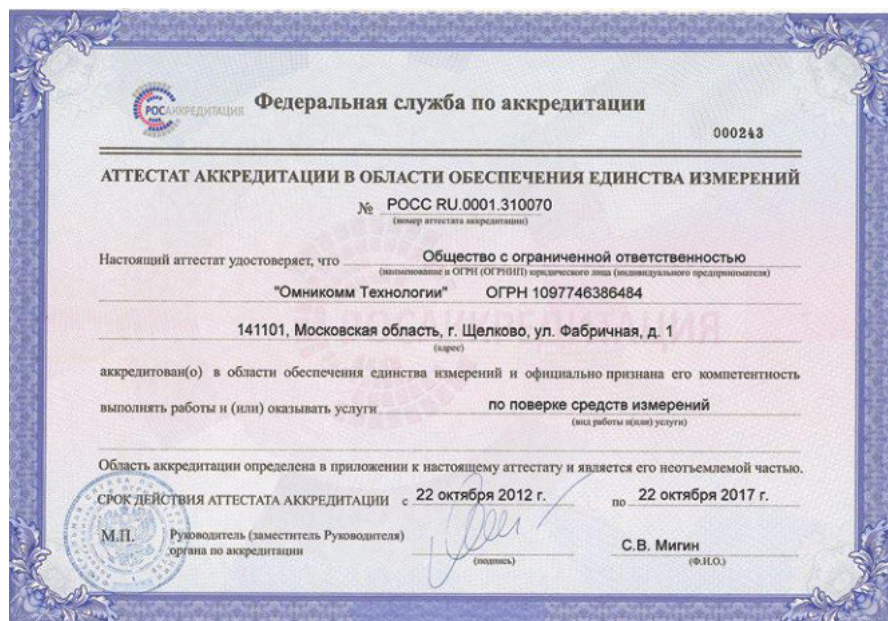 РОСАККРЕДИТАЦИЯ
Федеральная служба по аккредитации
000243
АТТЕСТАТ АККРЕДИТАЦИИ В ОБЛАСТИ ОБЕСПЕЧЕНИЯ ЕДИНСТВА ИЗМЕРЕНИЙ
№ РОСС RU.0001.310070
(номер аттестата аккредитации)
Настоящий аттестат удостоверяет, что Общество с ограниченной ответственностью
(наименование и ОГРН (ОГРНИП) юридического лица (индивидуального предпринимателя)
"Омникомм Технологии" ОГРН 1097746386484
141101, Московская область, г. Щелково, ул. Фабричная, д. 1
(адрес)
аккредитован(о) в области обеспечения единства измерений и официально признана его компетентность
выполнять работы и (или) оказывать услуги по поверке средств измерений
(вид работы и(или) услуги)
Область аккредитации определена в приложении к настоящему аттестату и является его неотъемлемой частью.
СРОК ДЕЙСТВИЯ АТТЕСТАТА АККРЕДИТАЦИИ с 22 октября 2012 г. по 22 октября 2017 г.
М.П. Руководитель (заместитель Руководителя)
органа по аккредитации
С.В. Мигин
(подпись) (Ф.И.О.)